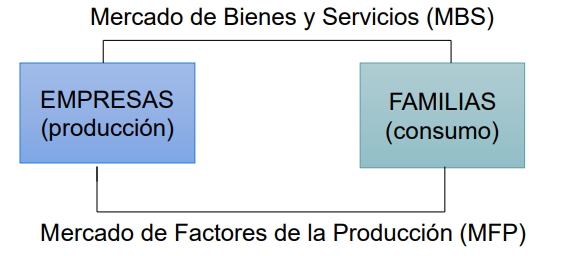 Mercado de Bienes y Servicios (MBS)
EMPRESAS
(producción)
FAMILIAS
(consumo)
Mercado de Factores de la Producción (MFP)